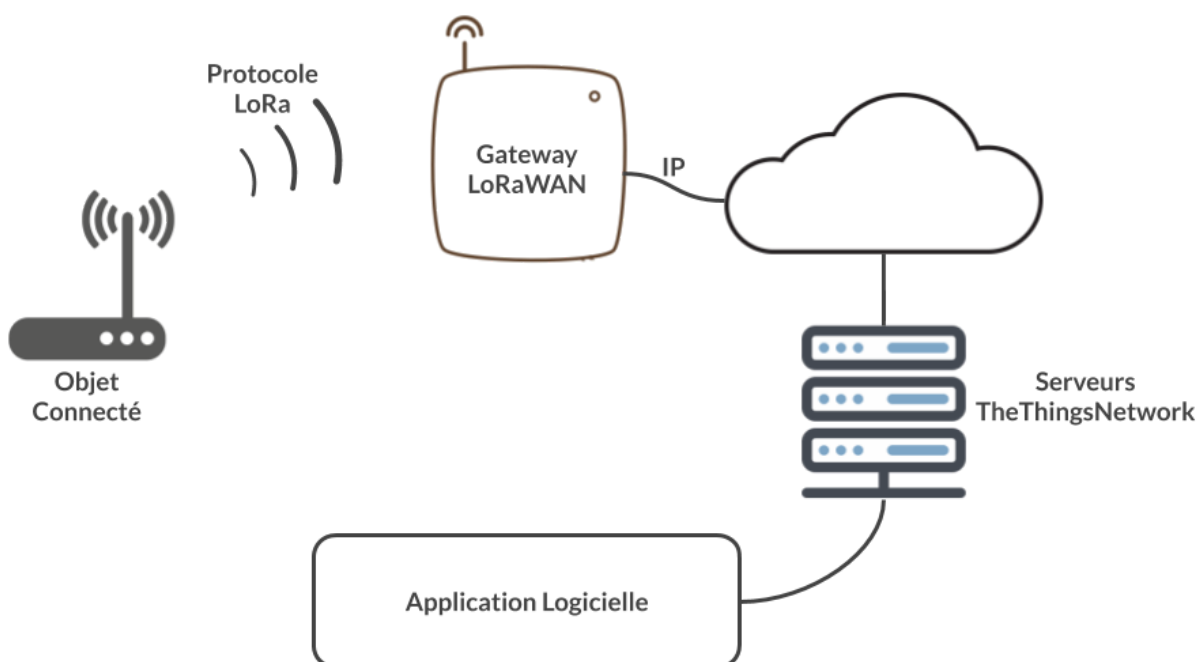 Protocole
LoRa
Gateway
LoRaWAN
IP
Objet
Connecté
Serveurs
TheThingsNetwork
Application Logicielle